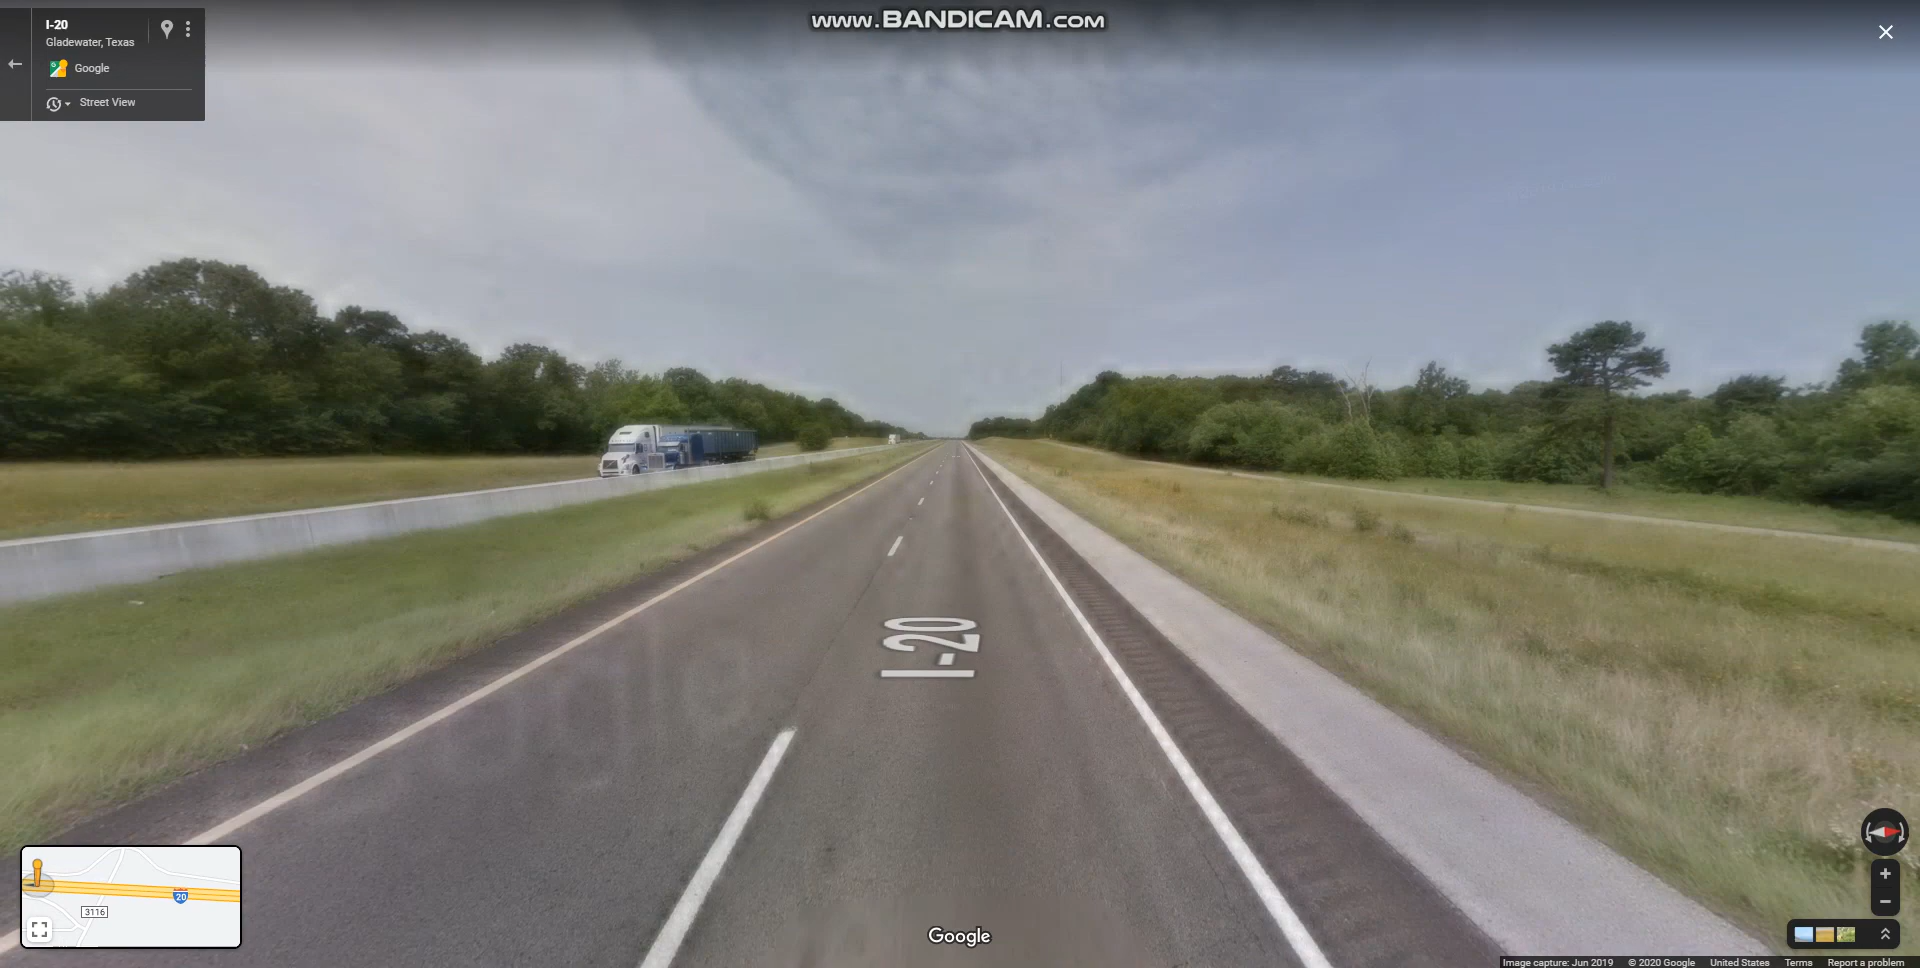 www.BANDICAM.com
I-20
Gladewater, Texas
Google
Street View
I-20
20
3116
Google
Image capture: Jun 2019 © 2020 Google United States Terms Report a problem